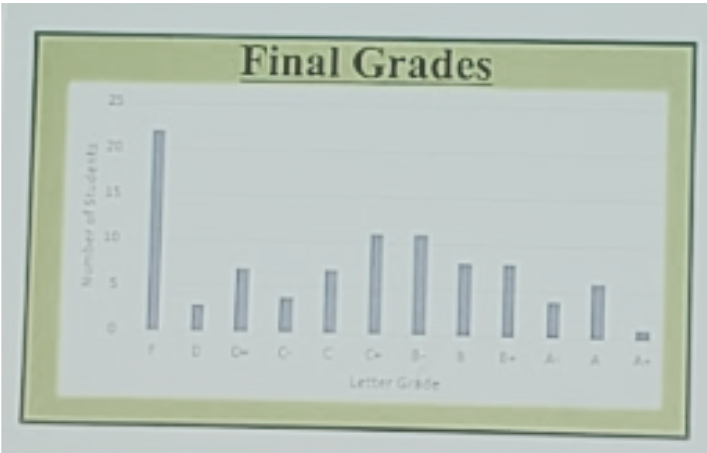 Final Grades
25
20
15
10
5
0
Number of Students
F D D+ C- C C+ B- B B+ A- A A+
Letter Grade